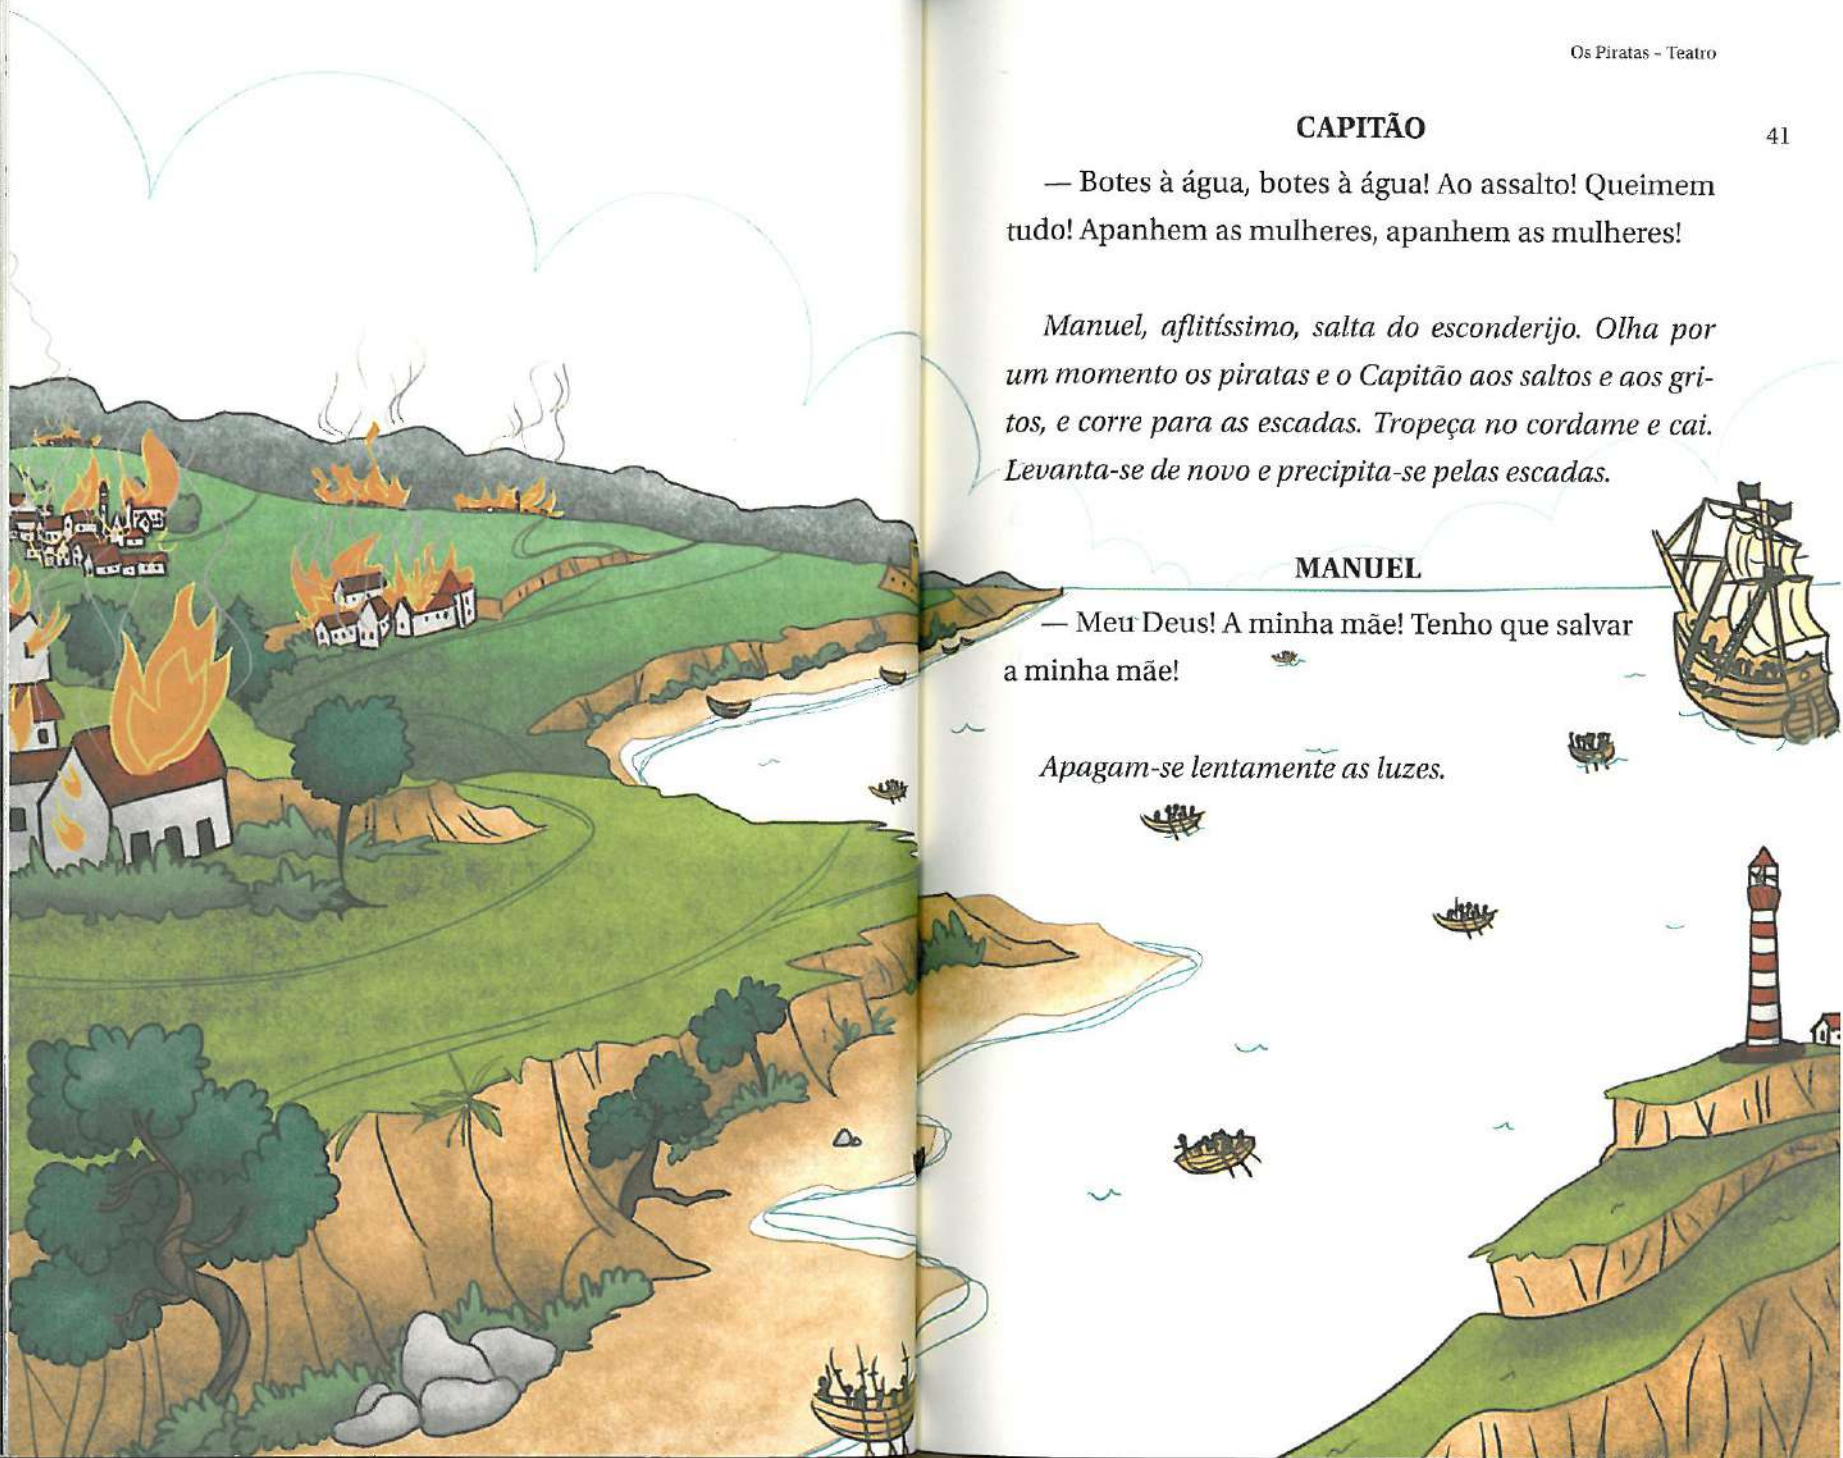 Os Piratas – Teatro
CAPITÃO
41
— Botes à água, botes à água! Ao assalto! Queimem
tudo! Apanhem as mulheres, apanhem as mulheres!
Manuel, aflitíssimo, salta do esconderijo. Olha por
um momento os piratas e o Capitão aos saltos e aos gri-
tos, e corre para as escadas. Tropeça no cordame e cai.
Levanta-se de novo e precipita-se pelas escadas.
MANUEL
— Meu Deus! A minha mãe! Tenho que salvar
a minha mãe!
Apagam-se lentamente as luzes.